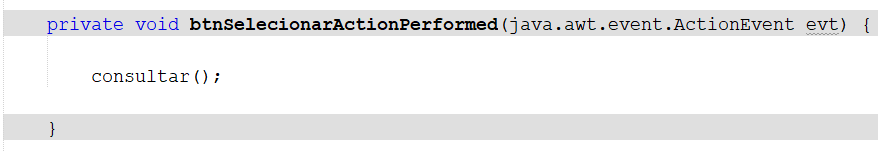 private void btnSelecionarActionPerformed(java.awt.event.ActionEvent evt) {
consultar();
}